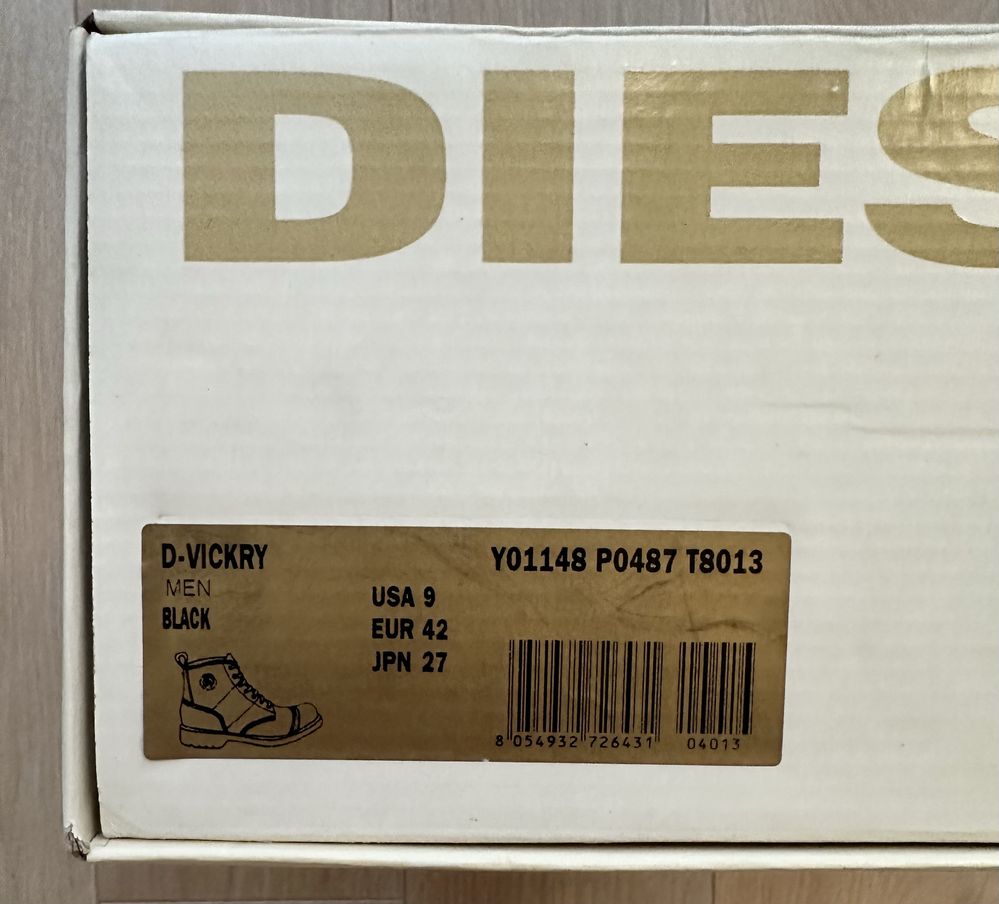 DIES
D-VICKRY
MEN
BLACK
USA 9
EUR 42
JPN 27
Y01148 P0487 T8013
8 054932 726431 04013